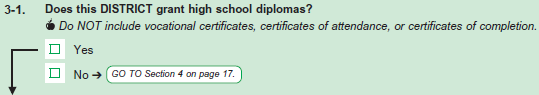 3-1. Does this DISTRICT grant high school diplomas?
Do NOT include vocational certificates, certificates of attendance, or certificates of completion.
Yes
No → GO TO Section 4 on page 17.